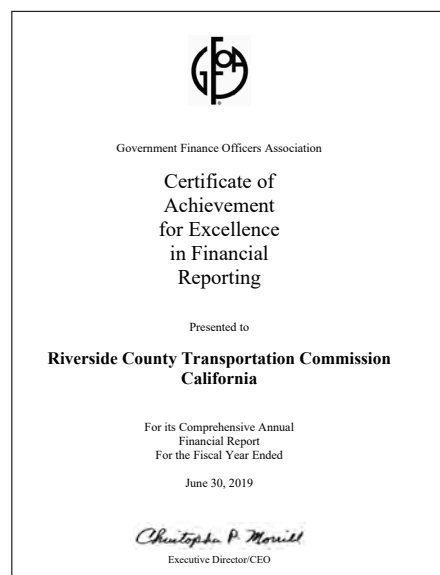 GFOA
Government Finance Officers Association
Certificate of
Achievement
for Excellence
in Financial
Reporting
Presented to
Riverside County Transportation Commission
California
For its Comprehensive Annual
Financial Report
For the Fiscal Year Ended
June 30, 2019
Christopher P. Morrill
Executive Director/CEO